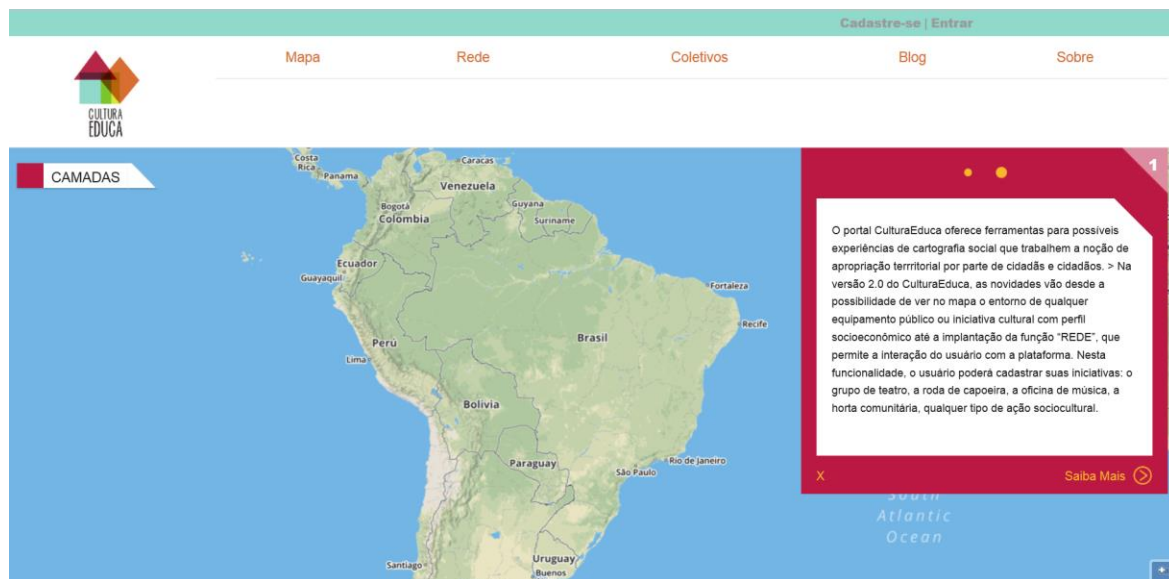 Cadastre-se | Entrar
Mapa
Rede
Coletivos
Blog
Sobre
CULTURA
EDUCA
CAMADAS
1
O portal CulturaEduca oferece ferramentas para possíveis
experiências de cartografia social que trabalhem a noção de
apropriação terrritorial por parte de cidadãs e cidadãos. > Na
versão 2.0 do CulturaEduca, as novidades vão desde a
possibilidade de ver no mapa o entorno de qualquer
equipamento público ou iniciativa cultural com perfil
socioeconômico até a implantação da função "REDE", que
permite a interação do usuário com a plataforma. Nesta
funcionalidade, o usuário poderá cadastrar suas iniciativas: o
grupo de teatro, a roda de capoeira, a oficina de música, a
horta comunitária, qualquer tipo de ação sociocultural.
X
Saiba Mais
Costa
Rica
Panama
Caracas
Venezuela
Bogotá
Colombia
Guyana
Suriname
Ecuador
Guayaquil
Fortaleza
Recife
Perú
Brasil
Lima
Bolivia
Paraguay
São Paulo
Rio de Janeiro
South
Atlantic
Ocean
Santiago
Uruguay
Buenos
+